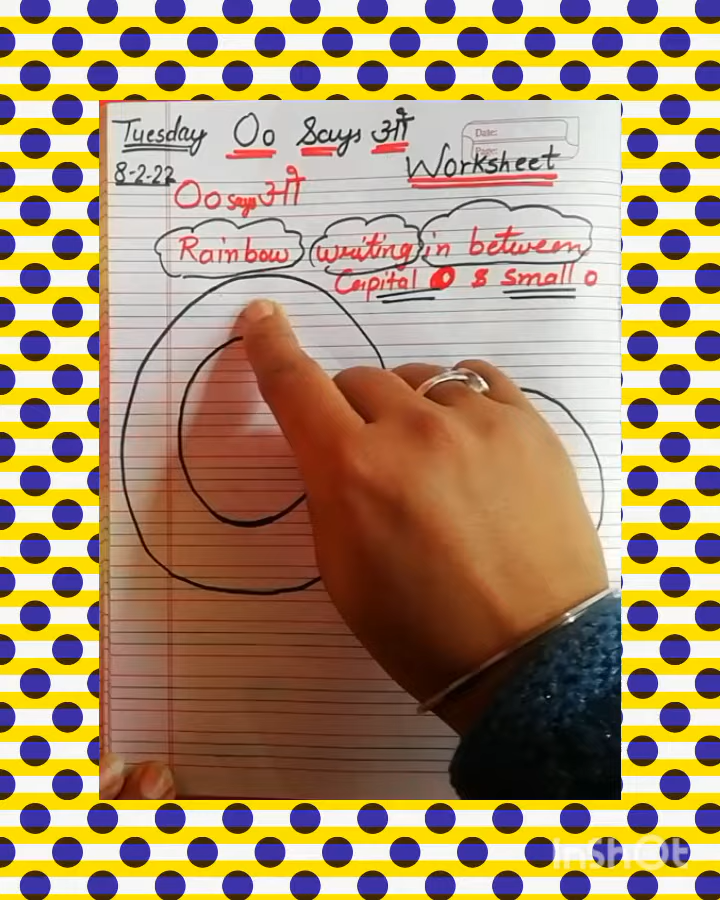 Tuesday Oo Says ओ
Date:
Page:
8-2-22 Worksheet
Oo says ओ
Rainbow writing in between
Capital O & small o
InShOt